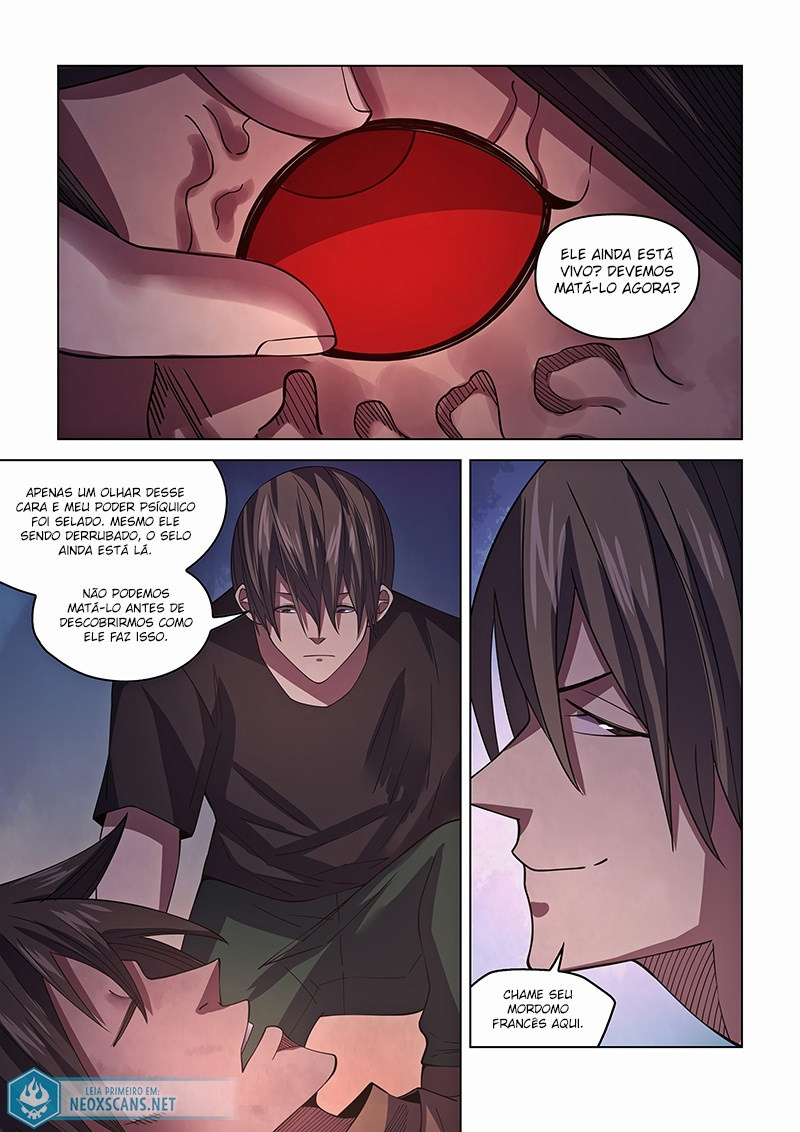 ELE AINDA ESTÁ
VIVO? DEVEMOS
MATÁ-LO AGORA?
APENAS UM OLHAR DESSE
CARA E MEU PODER PSÍQUICO
FOI SELADO. MESMO ELE
SENDO DERRUBADO, O SELO
AINDA ESTÁ LÁ.
NÃO PODEMOS
MATÁ-LO ANTES DE
DESCOBRIRMOS COMO
ELE FAZ ISSO.
CHAME SEU
MORDOMO
FRANCÊS AQUI.
LEIA PRIMEIRO EM:
NEOXSCANS.NET